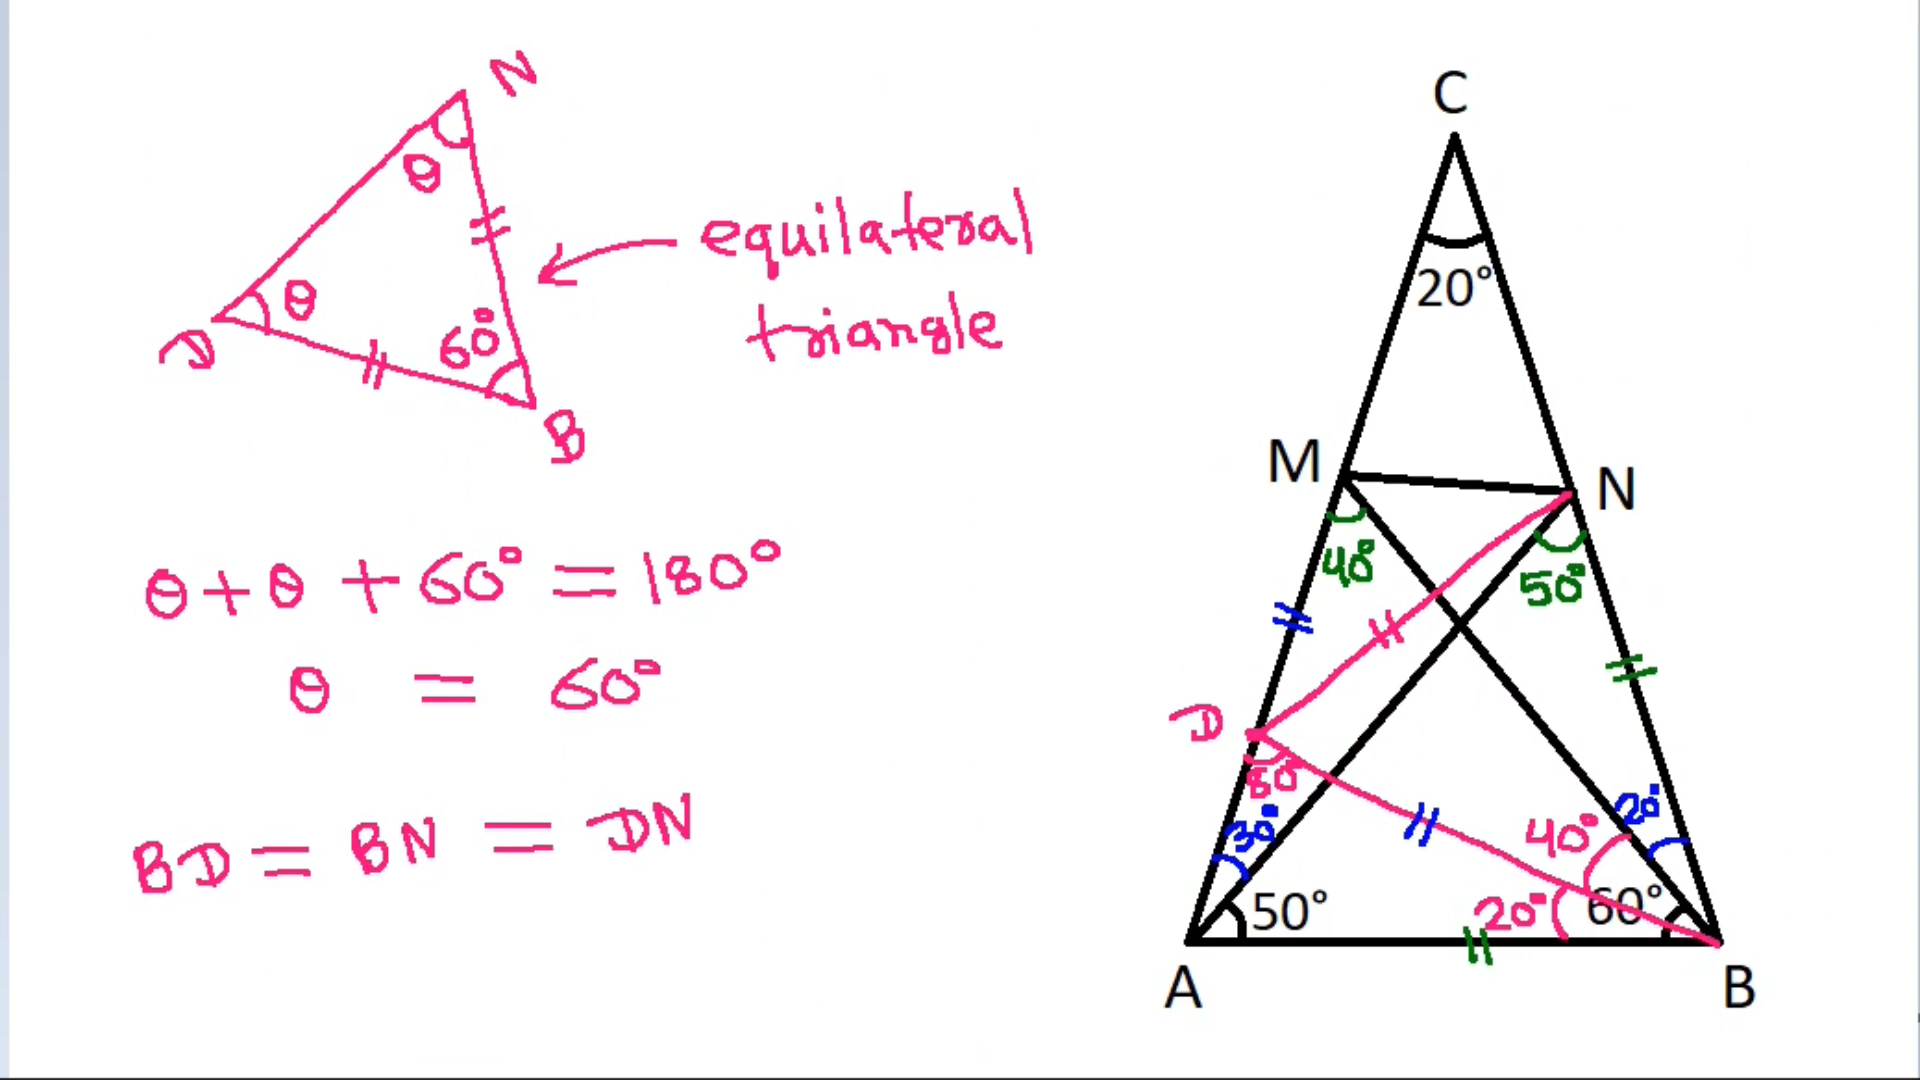 N
θ
θ
60°
D
B
equilateral
triangle
θ + θ + 60° = 180°
θ = 60°
BD = BN = DN
C
20°
M
N
40°
50°
D
80°
30°
40°
20°
50°
20°
60°
A
B